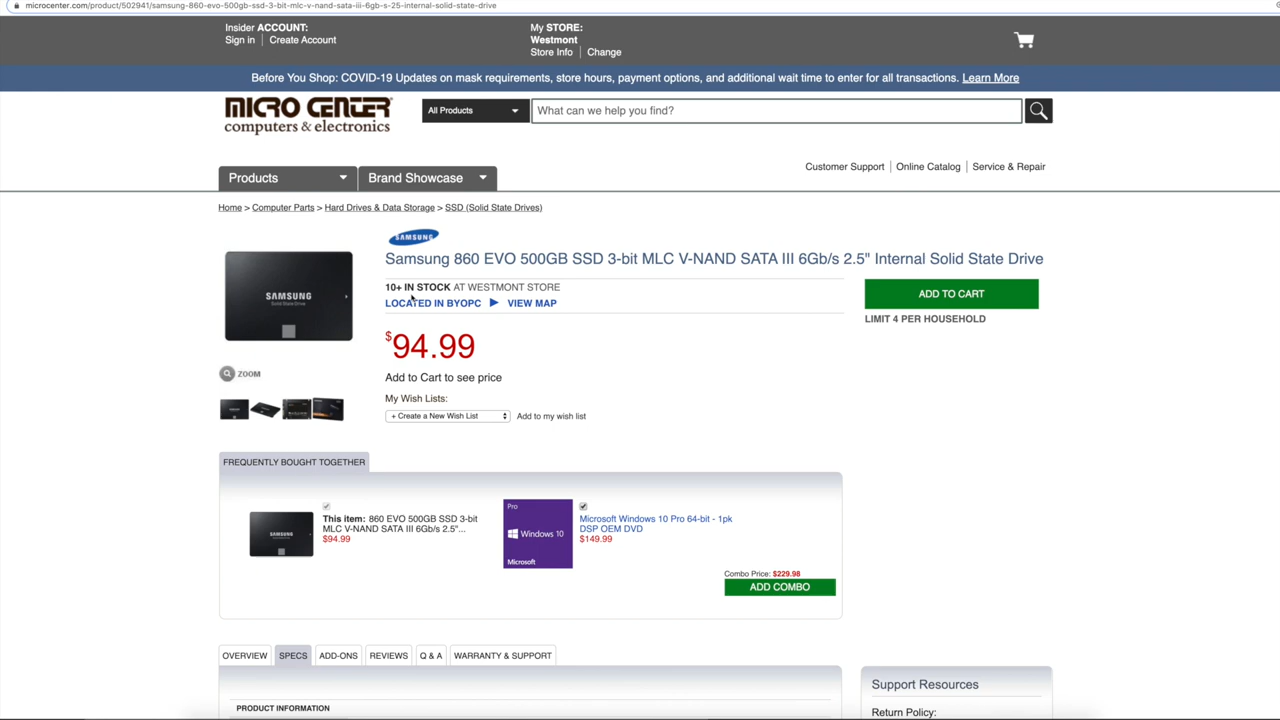 microcenter.com/product/502941/samsung-860-evo-500gb-ssd-3-bit-mlc-v-nand-sata-iii-6gb-s-25-internal-solid-state-drive
Insider ACCOUNT:
Sign in | Create Account
My STORE:
Westmont
Store Info | Change
Before You Shop: COVID-19 Updates on mask requirements, store hours, payment options, and additional wait time to enter for all transactions. Learn More
MICRO CENTER
computers & electronics
All Products
What can we help you find?
Customer Support | Online Catalog | Service & Repair
Products
Brand Showcase
Home > Computer Parts > Hard Drives & Data Storage > SSD (Solid State Drives)
SAMSUNG
Samsung 860 EVO 500GB SSD 3-bit MLC V-NAND SATA III 6Gb/s 2.5" Internal Solid State Drive
SAMSUNG
Solid State Drive
10+ IN STOCK AT WESTMONT STORE
LOCATED IN BYOPC VIEW MAP
ADD TO CART
LIMIT 4 PER HOUSEHOLD
$94.99
Add to Cart to see price
ZOOM
My Wish Lists:
+ Create a New Wish List
Add to my wish list
FREQUENTLY BOUGHT TOGETHER
SAMSUNG
This item: 860 EVO 500GB SSD 3-bit
MLC V-NAND SATA III 6Gb/s 2.5"...
$94.99
Pro
Windows 10
Microsoft
Microsoft Windows 10 Pro 64-bit - 1pk
DSP OEM DVD
$149.99
Combo Price: $229.98
ADD COMBO
OVERVIEW
SPECS
ADD-ONS
REVIEWS
Q & A
WARRANTY & SUPPORT
PRODUCT INFORMATION
Support Resources
Return Policy: